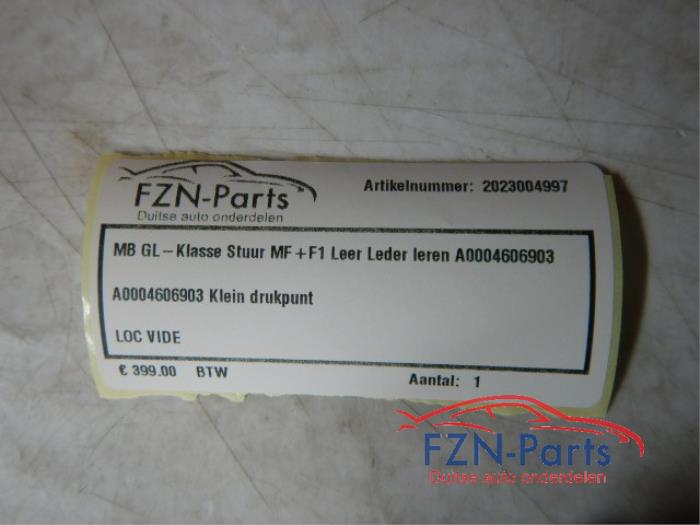 FZN-Parts
Duitse auto onderdelen
Artikelnummer: 2023004997
MB GL-Klasse Stuur MF+F1 Leer Leder leren A0004606903
A0004606903 Klein drukpunt
LOC VIDE
€ 399.00 BTW
Aantal: 1
FZN-Parts
Duitse auto onderdelen